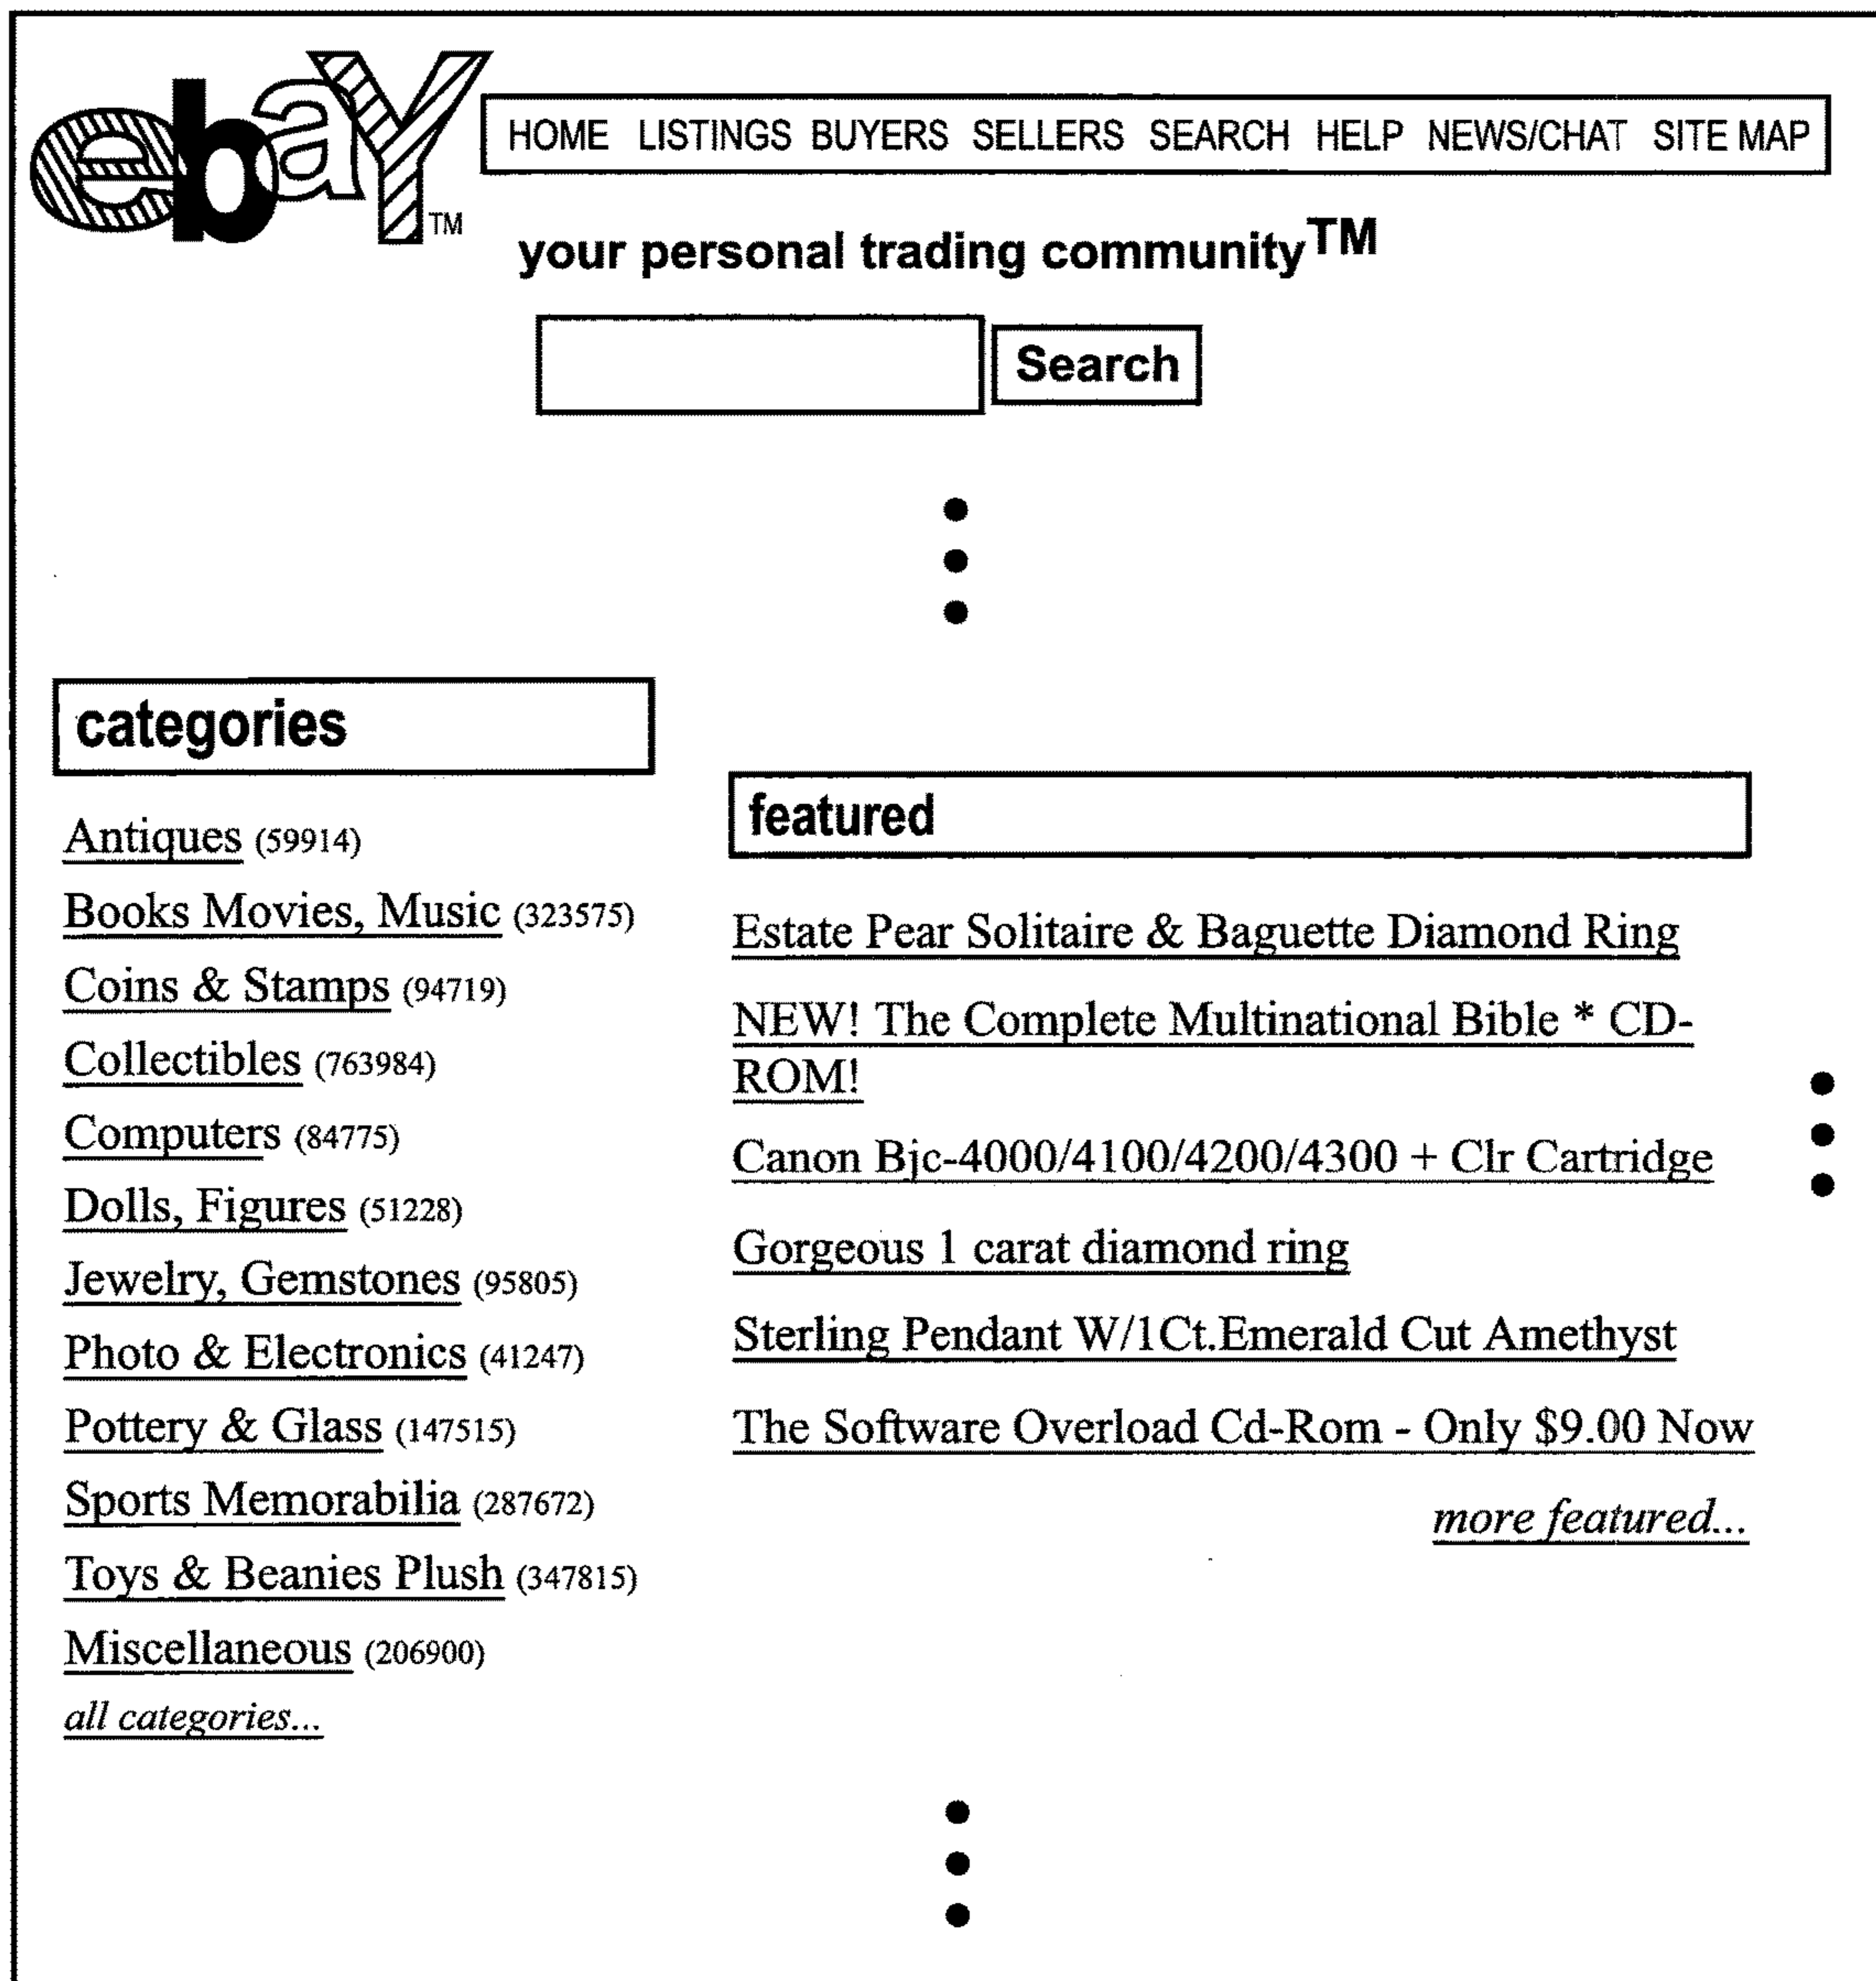 ebaY TM
HOME LISTINGS BUYERS SELLERS SEARCH HELP NEWS/CHAT SITE MAP
your personal trading community TM
Search
categories
Antiques (59914)
Books Movies, Music (323575)
Coins & Stamps (94719)
Collectibles (763984)
Computers (84775)
Dolls, Figures (51228)
Jewelry, Gemstones (95805)
Photo & Electronics (41247)
Pottery & Glass (147515)
Sports Memorabilia (287672)
Toys & Beanies Plush (347815)
Miscellaneous (206900)
all categories...
featured
Estate Pear Solitaire & Baguette Diamond Ring
NEW! The Complete Multinational Bible * CD-
ROM!
Canon Bjc-4000/4100/4200/4300 + Clr Cartridge
Gorgeous 1 carat diamond ring
Sterling Pendant W/1Ct.Emerald Cut Amethyst
The Software Overload Cd-Rom - Only $9.00 Now
more featured...